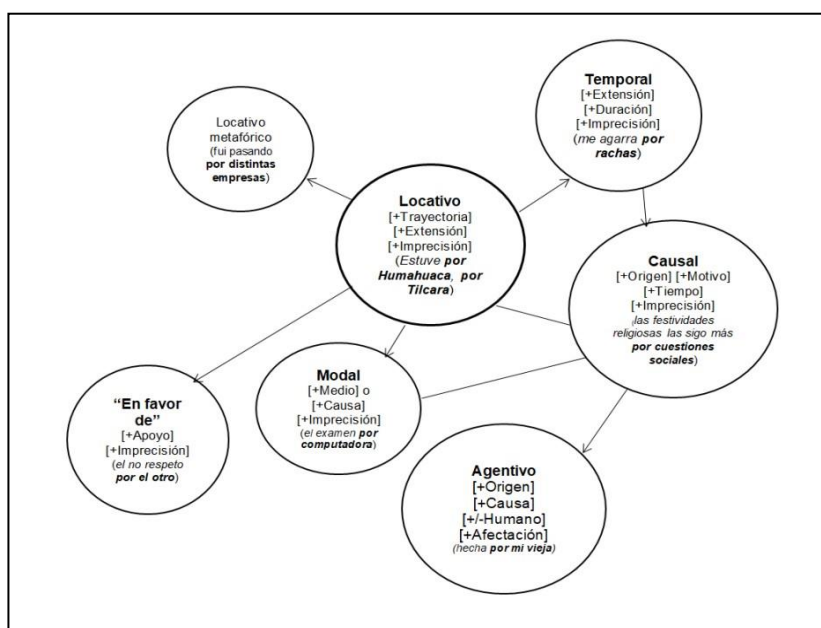 Temporal
[+Extensión]
[+Duración]
[+Imprecisión]
(me agarra por
rachas)
Locativo
metafórico
(fui pasando
por distintas
empresas)
Locativo
[+Trayectoria]
[+Extensión]
[+Imprecisión]
(Estuve por
Humahuaca, por
Tilcara)
Causal
[+Origen] [+Motivo]
[+Tiempo]
[+Imprecisión]
(las festividades
religiosas las sigo más
por cuestiones
sociales)
Modal
[+Medio] o
[+Causa]
[+Imprecisión]
(el examen por
computadora)
“En favor
de”
[+Apoyo]
[+Imprecisión]
(el no respeto
por el otro)
Agentivo
[+Origen]
[+Causa]
[+/-Humano]
[+Afectación]
(hecha por mi vieja)